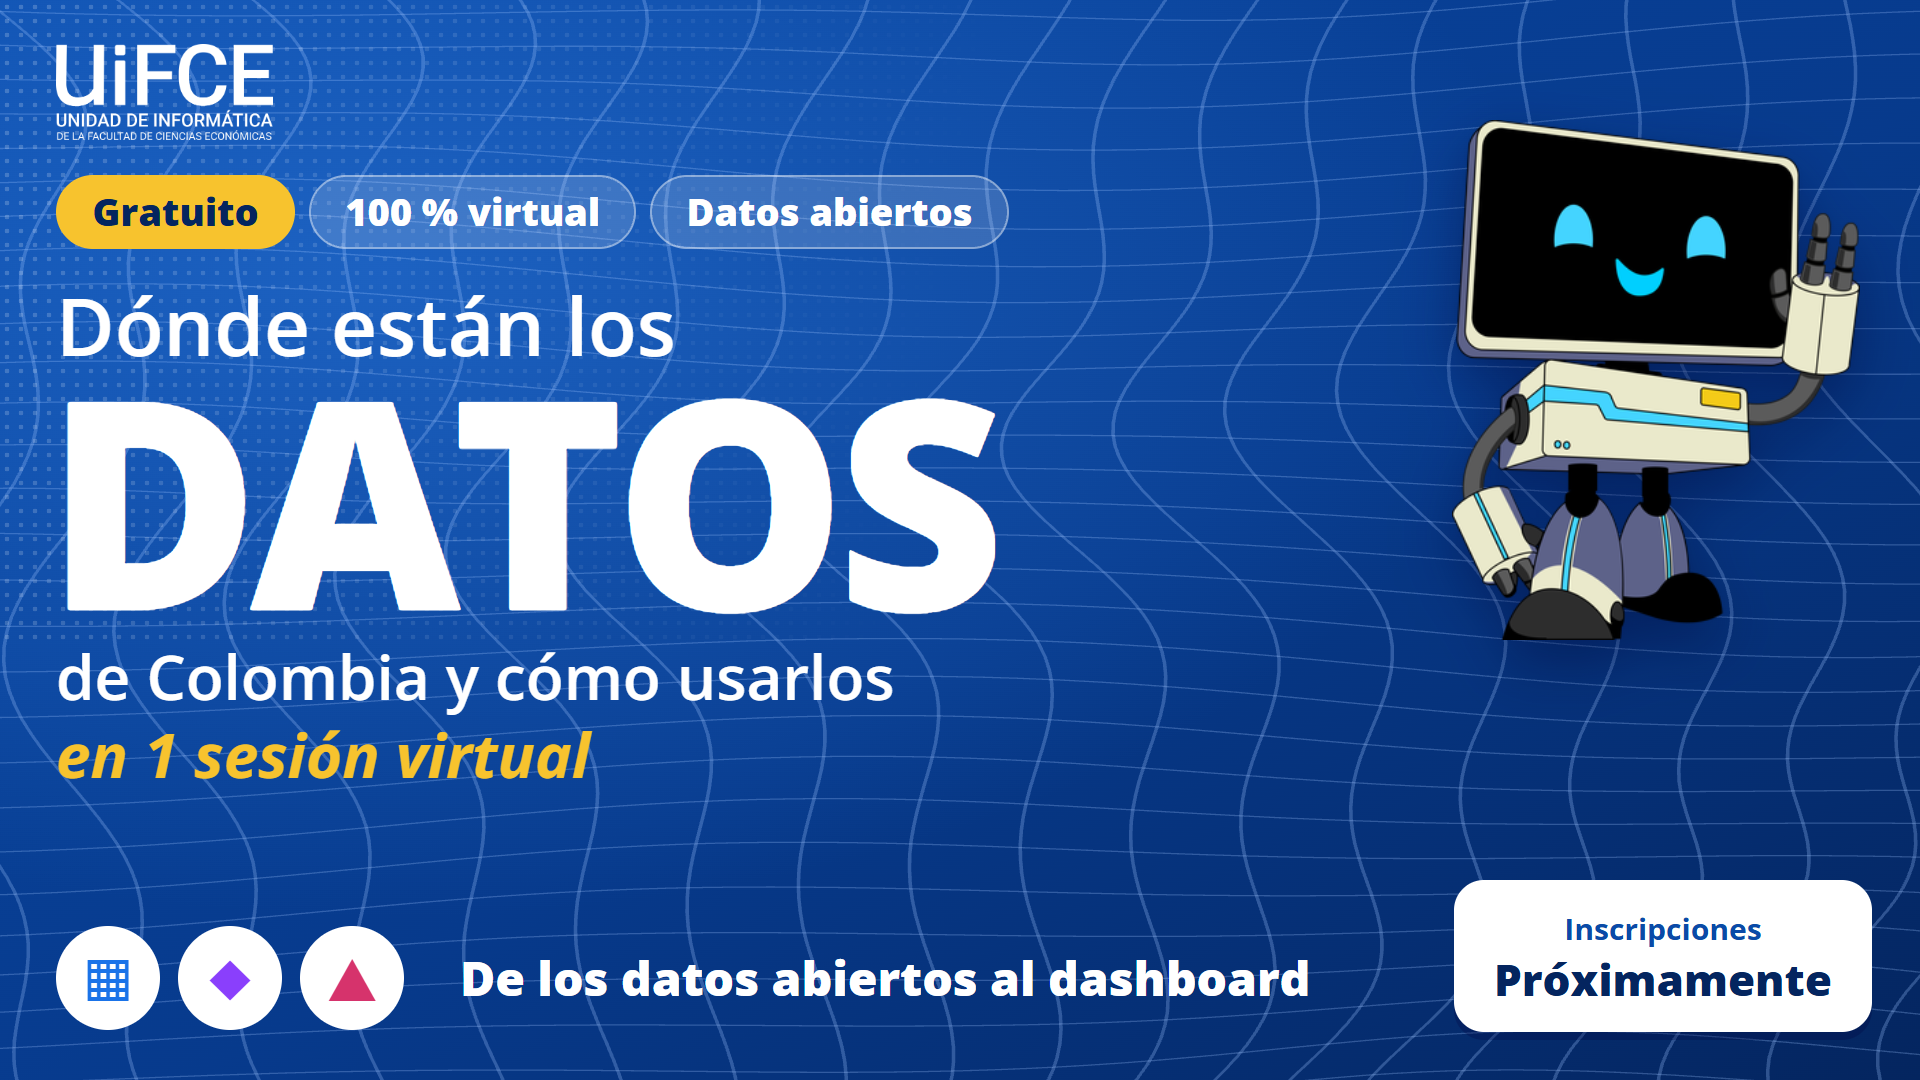 UiFCE
UNIDAD DE INFORMÁTICA
DE LA FACULTAD DE CIENCIAS ECONÓMICAS
Gratuito
100 % virtual
Datos abiertos
Dónde están los
DATOS
de Colombia y cómo usarlos
en 1 sesión virtual
De los datos abiertos al dashboard
Inscripciones
Próximamente